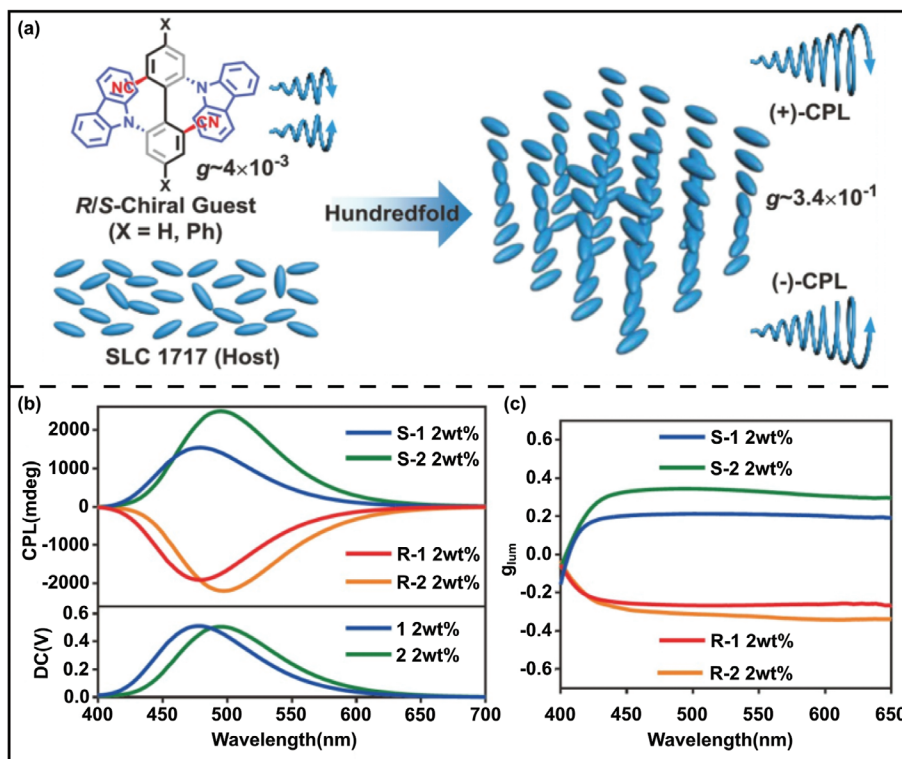 (a)
X
NC
N
N
CN
X
g~4×10-3
R/S-Chiral Guest
(X = H, Ph)
SLC 1717 (Host)
Hundredfold
(+)-CPL
g~3.4×10-1
(-)-CPL
(b)
CPL(mdeg)
2000
1000
0
-1000
-2000
S-1 2wt%
S-2 2wt%
R-1 2wt%
R-2 2wt%
DC(V)
0.6
0.4
0.2
0.0
1 2wt%
2 2wt%
400 450 500 550 600 650 700
Wavelength(nm)
(c)
glum
0.6
0.4
0.2
0.0
-0.2
-0.4
-0.6
S-1 2wt%
S-2 2wt%
R-1 2wt%
R-2 2wt%
400 450 500 550 600 650
Wavelength(nm)